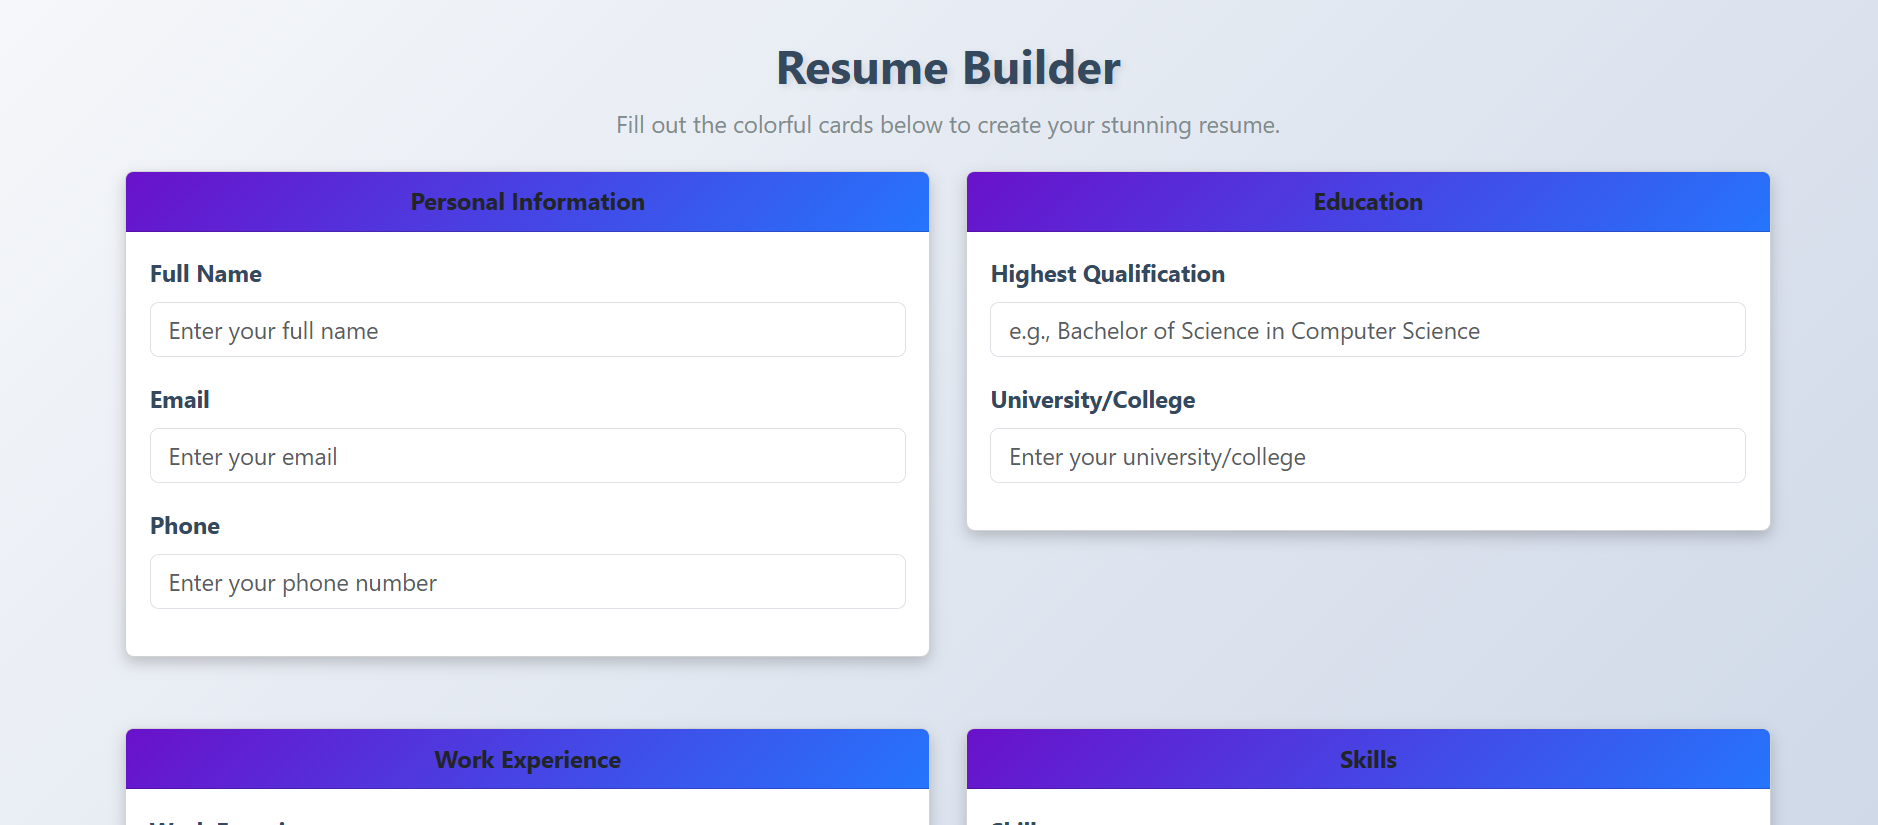 Resume Builder
Fill out the colorful cards below to create your stunning resume.
Personal Information
Full Name
Enter your full name
Email
Enter your email
Phone
Enter your phone number
Education
Highest Qualification
e.g., Bachelor of Science in Computer Science
University/College
Enter your university/college
Work Experience
Skills